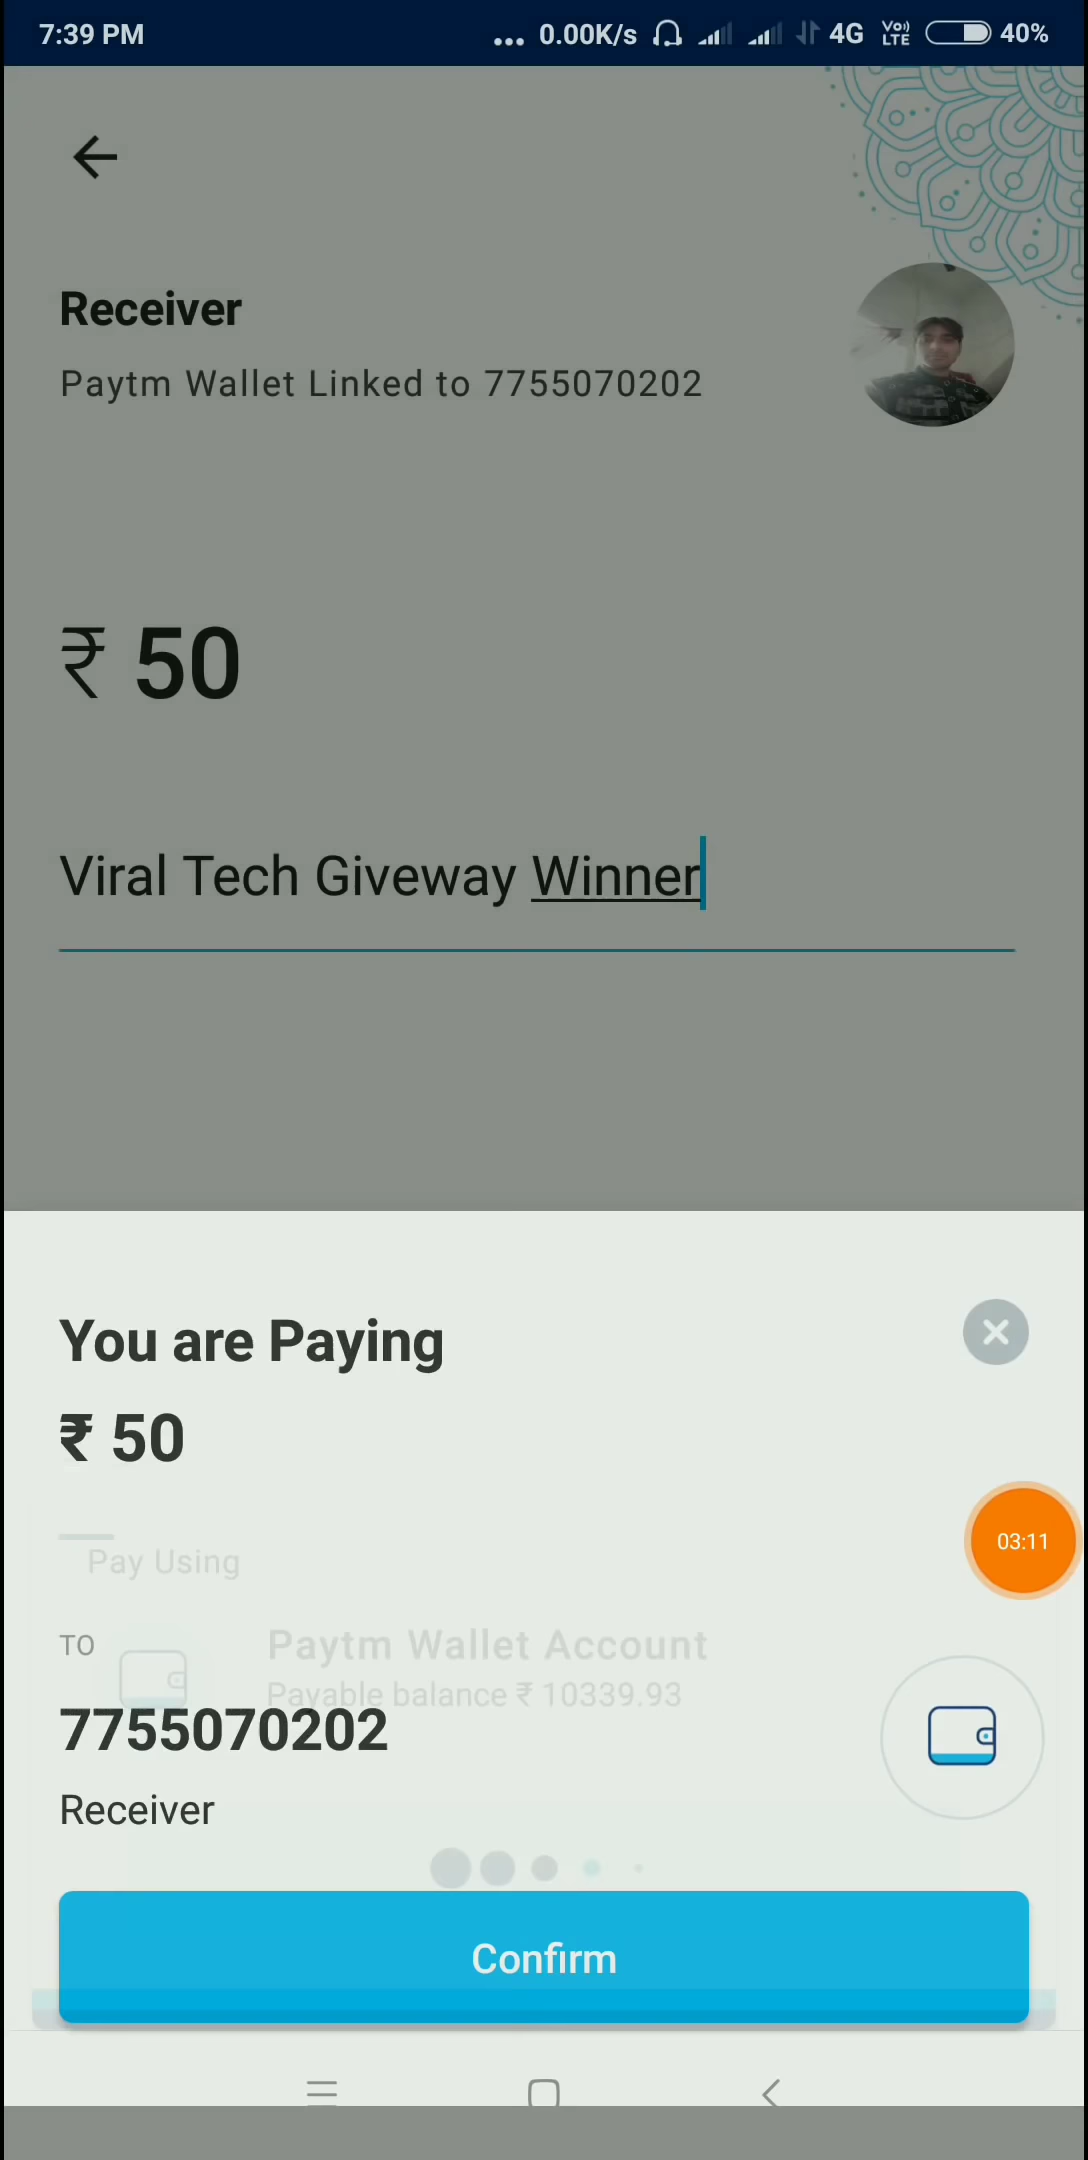 7:39 PM ... 0.00K/s 4G VoLTE 40%
Receiver
Paytm Wallet Linked to 7755070202
₹ 50
Viral Tech Giveway Winner
You are Paying
₹ 50
03:11
Pay Using
TO
Paytm Wallet Account
Payable balance ₹ 10339.93
7755070202
Receiver
Confirm